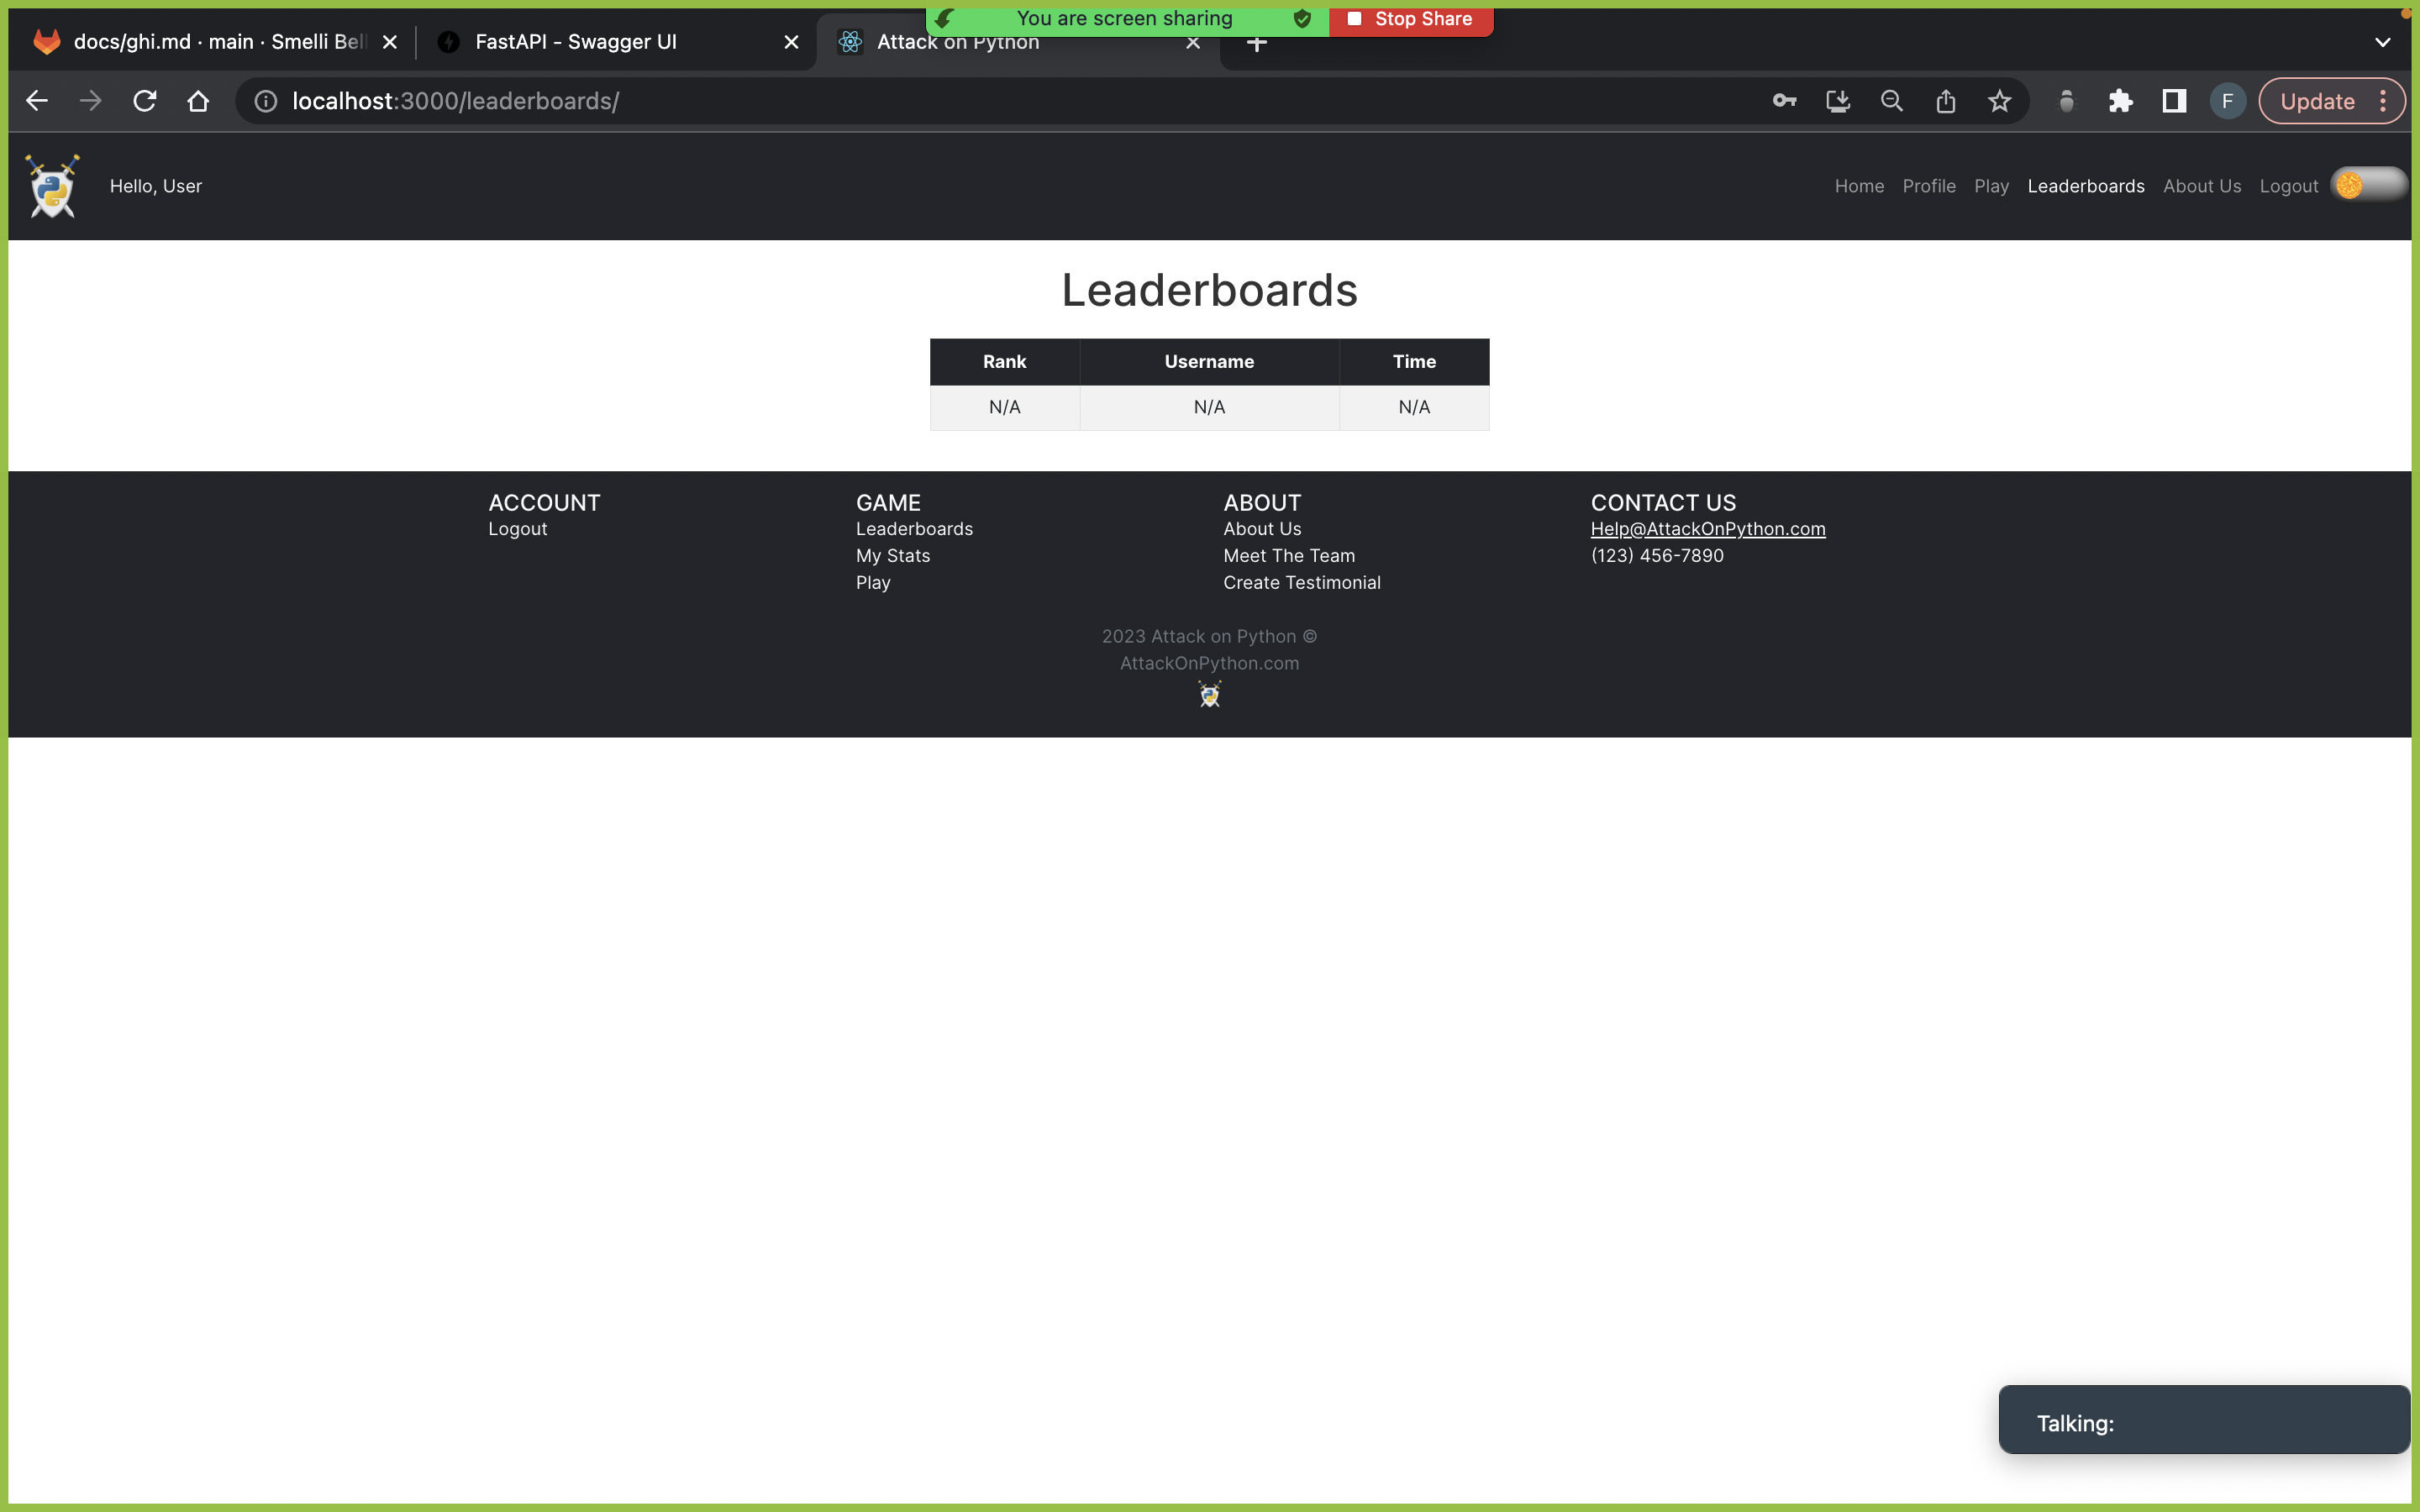 You are screen sharing Stop Share
docs/ghi.md · main · Smelli Bell FastAPI - Swagger UI Attack on Python
localhost:3000/leaderboards/ F Update
Hello, User Home Profile Play Leaderboards About Us Logout
Leaderboards
Rank Username Time
N/A N/A N/A
ACCOUNT GAME ABOUT CONTACT US
Logout Leaderboards About Us Help@AttackOnPython.com
My Stats Meet The Team (123) 456-7890
Play Create Testimonial
2023 Attack on Python ©
AttackOnPython.com
Talking: